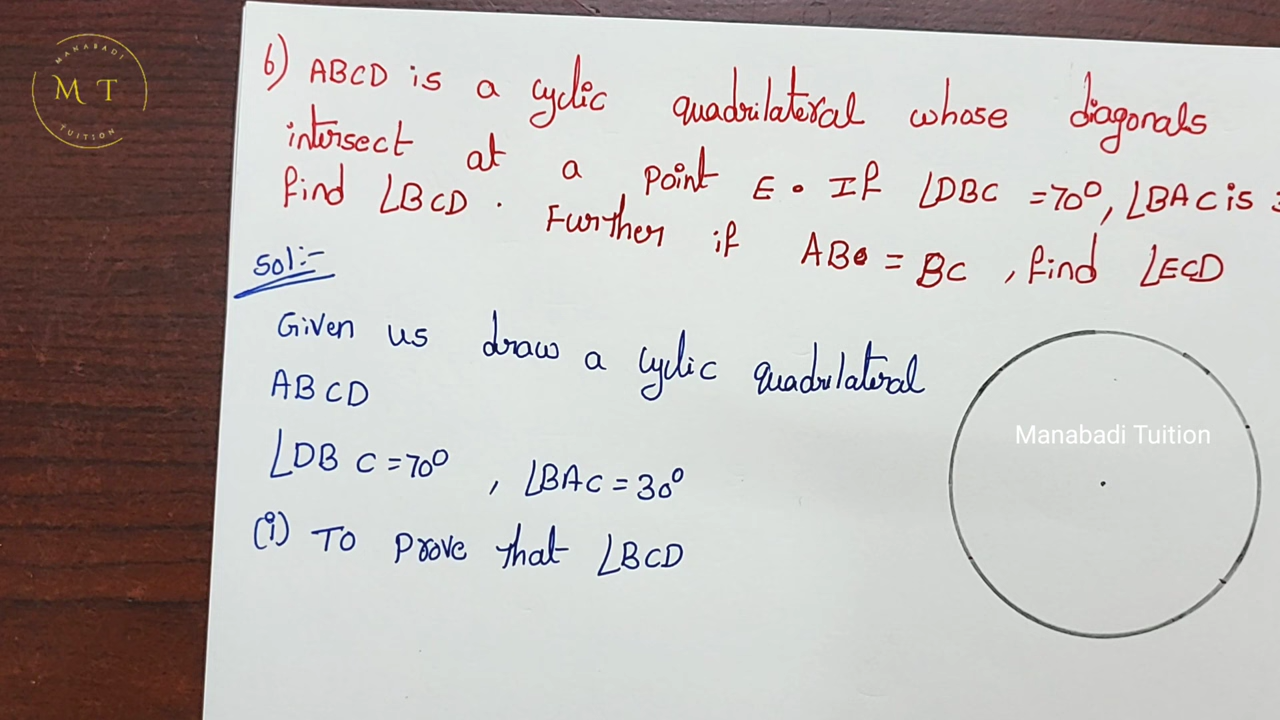 MANABADI
M T
TUITION
6) ABCD is a cyclic quadrilateral whose diagonals
intersect at a point E. If ∠DBC = 70°, ∠BAC is
find ∠BCD. Further if AB = BC, find ∠ECD
Sol:-
Given us draw a cyclic quadrilateral
ABCD
∠DBC = 70°, ∠BAC = 30°
(i) To prove that ∠BCD
Manabadi Tuition